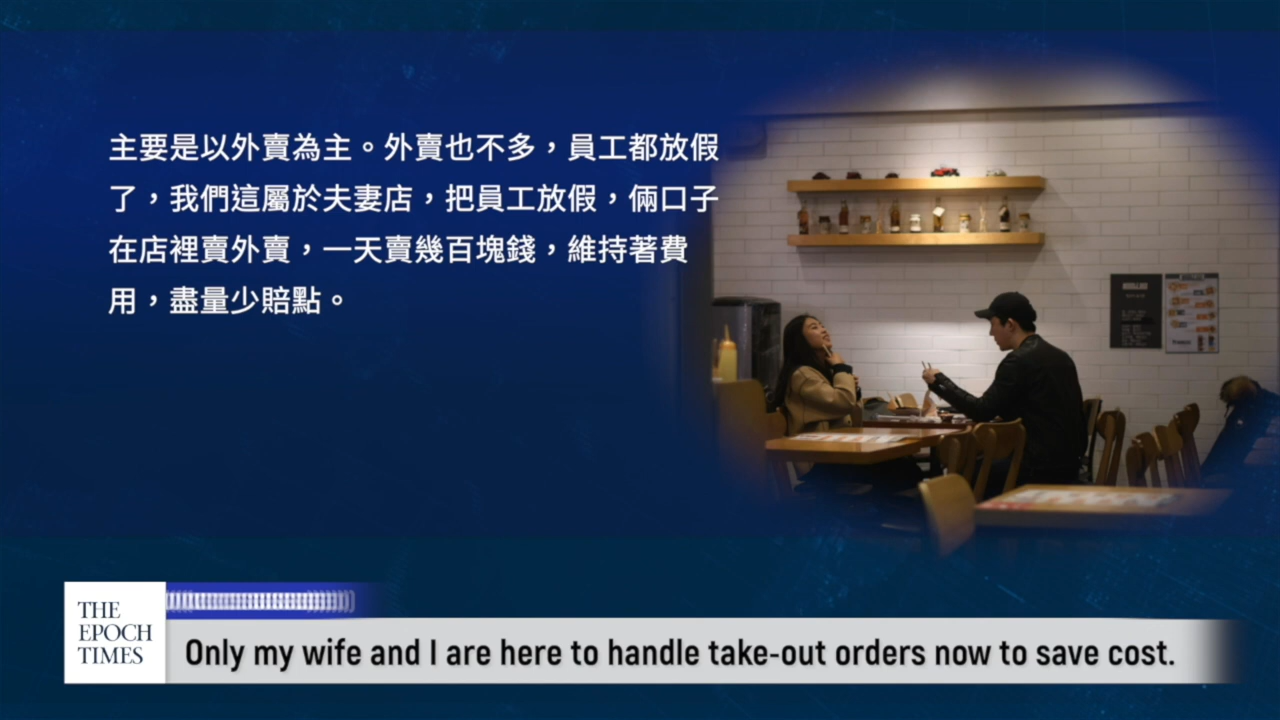 主要是以外賣為主。外賣也不多，員工都放假
了，我們這屬於夫妻店，把員工放假，倆口子
在店裡賣外賣，一天賣幾百塊錢，維持著費
用，盡量少賠點。
THE
EPOCH
TIMES
Only my wife and I are here to handle take-out orders now to save cost.